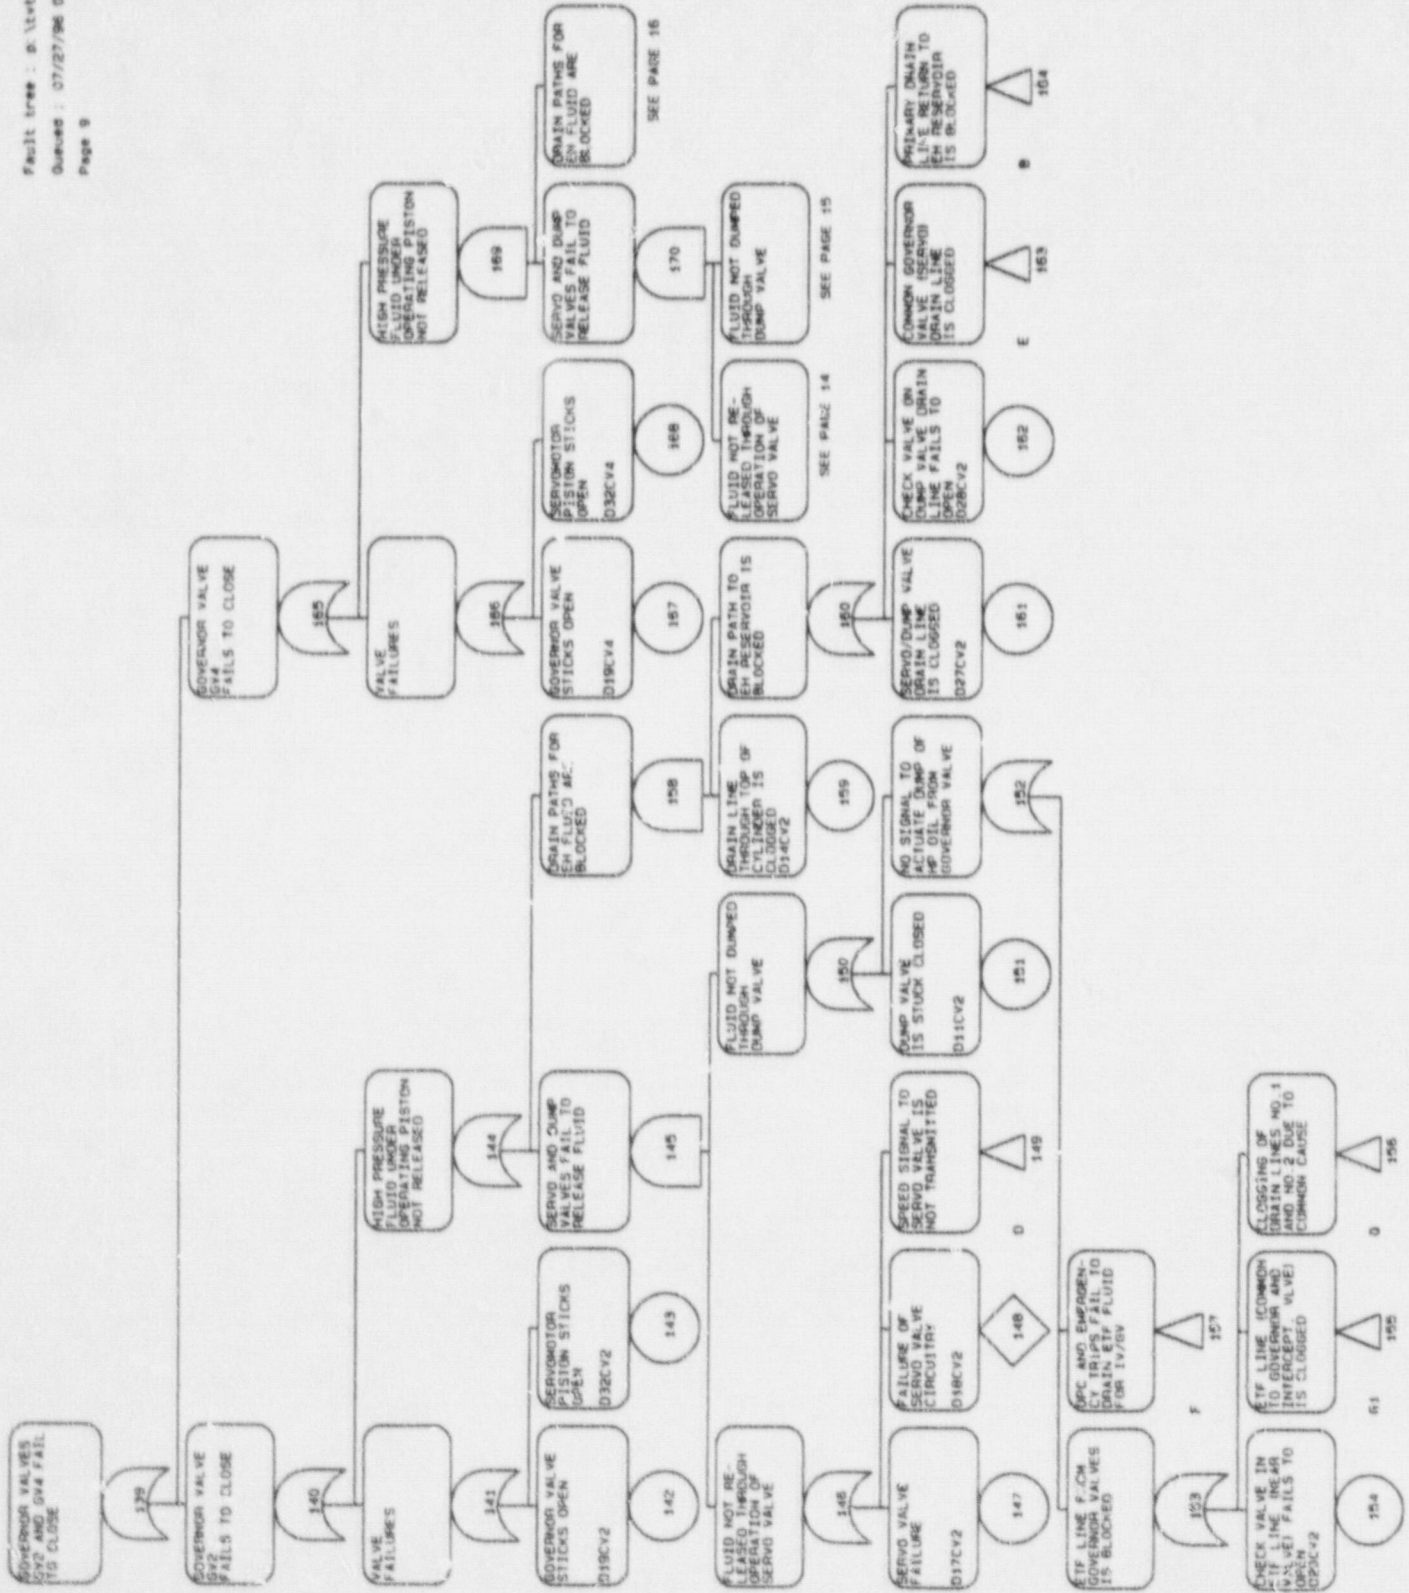 Fault tree : D:\tvt
Queued : 07/27/96 0
Page 9
GOVERNOR VALVES
GV2 AND GV4 FAIL
TO CLOSE
139
GOVERNOR VALVE
GV2
FAILS TO CLOSE
140
GOVERNOR VALVE
GV4
FAILS TO CLOSE
165
VALVE
FAILURES
141
HIGH PRESSURE
FLUID UNDER
OPERATING PISTON
NOT RELEASED
144
VALVE
FAILURES
166
HIGH PRESSURE
FLUID UNDER
OPERATING PISTON
NOT RELEASED
169
GOVERNOR VALVE
STICKS OPEN
D19CV2
142
SERVOMOTOR
PISTON STICKS
OPEN
D32CV2
143
SERVO AND DUMP
VALVES FAIL TO
RELEASE FLUID
145
DRAIN PATHS FOR
EH FLUID ARE
BLOCKED
158
GOVERNOR VALVE
STICKS OPEN
D19CV4
167
SERVOMOTOR
PISTON STICKS
OPEN
D32CV4
168
SERVO AND DUMP
VALVES FAIL TO
RELEASE FLUID
170
DRAIN PATHS FOR
EH FLUID ARE
BLOCKED
SEE PAGE 16
FLUID NOT RE-
LEASED THROUGH
OPERATION OF
SERVO VALVE
146
FLUID NOT DUMPED
THROUGH
DUMP VALVE
150
DRAIN LINE
THROUGH TOP OF
CYLINDER IS
CLOGGED
D14CV2
159
DRAIN PATH TO
EH RESERVOIR IS
BLOCKED
160
FLUID NOT RE-
LEASED THROUGH
OPERATION OF
SERVO VALVE
SEE PAGE 14
FLUID NOT DUMPED
THROUGH
DUMP VALVE
SEE PAGE 15
SERVO VALVE
FAILURE
D17CV2
147
FAILURE OF
SERVO VALVE
CIRCUITRY
D18CV2
148
SPEED SIGNAL TO
SERVO VALVE IS
NOT TRANSMITTED
D
149
DUMP VALVE
IS STUCK CLOSED
D11CV2
151
NO SIGNAL TO
ACTUATE DUMP OF
HP OIL FROM
GOVERNOR VALVE
152
SERVO/DUMP VALVE
DRAIN LINE
IS CLOGGED
D27CV2
161
CHECK VALVE ON
DUMP VALVE DRAIN
LINE FAILS TO
OPEN
D28CV2
162
COMMON GOVERNOR
VALVE (SERVO)
DRAIN LINE
IS CLOGGED
E
163
PRIMARY DRAIN
LINE RETURN TO
EH RESERVOIR
IS BLOCKED
B
164
ETF LINE FROM
GOVERNOR VALVES
IS BLOCKED
153
OPC AND EMERGEN-
CY TRIPS FAIL TO
DRAIN ETF FLUID
FOR IV/GV
F
157
CHECK VALVE IN
ETF LINE (NEAR
VALVE) FAILS TO
OPEN
D23CV2
154
ETF LINE (COMMON
TO GOVERNOR AND
INTERCEPT. VLVE)
IS CLOGGED
G1
155
CLOGGING OF
DRAIN LINES NO.1
AND NO 2 DUE TO
COMMON CAUSE
G
156